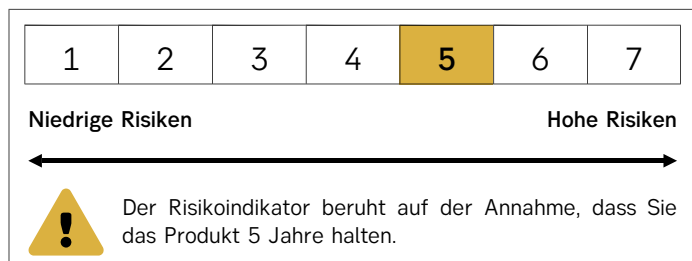 1 2 3 4 5 6 7
Niedrige Risiken Hohe Risiken
Der Risikoindikator beruht auf der Annahme, dass Sie
das Produkt 5 Jahre halten.